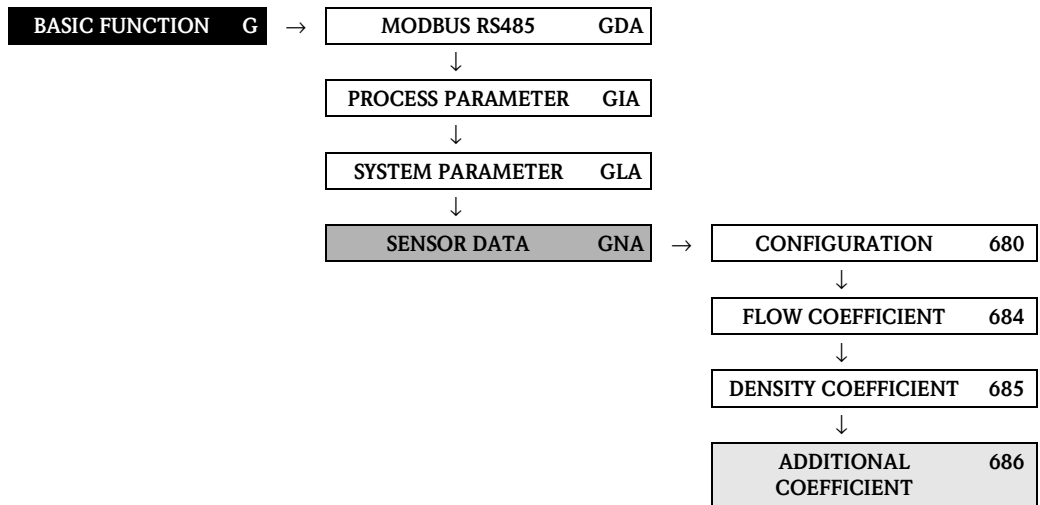 BASIC FUNCTION G → MODBUS RS485 GDA
↓
PROCESS PARAMETER GIA
↓
SYSTEM PARAMETER GLA
↓
SENSOR DATA GNA → CONFIGURATION 680
↓
FLOW COEFFICIENT 684
↓
DENSITY COEFFICIENT 685
↓
ADDITIONAL 686
COEFFICIENT